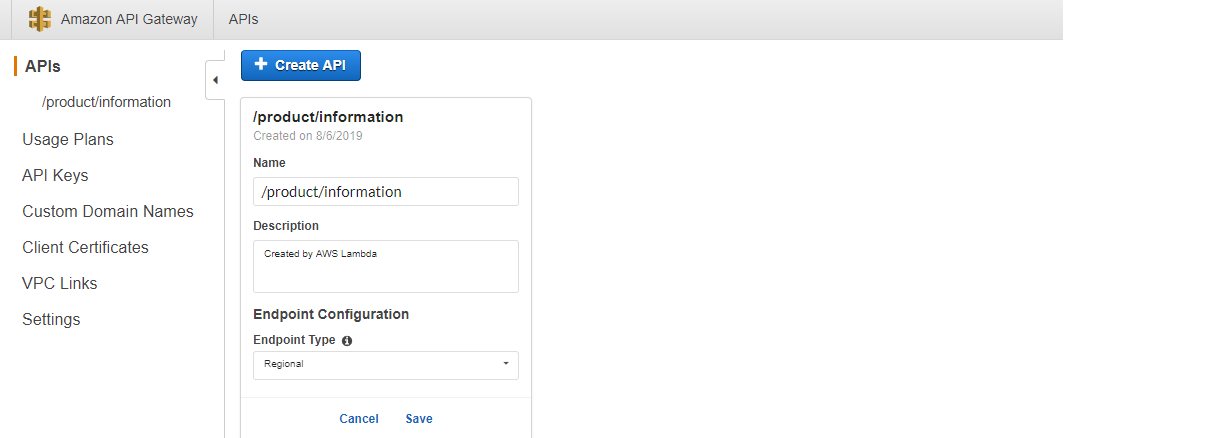 Amazon API Gateway
APIs
APIs
/product/information
Usage Plans
API Keys
Custom Domain Names
Client Certificates
VPC Links
Settings
Create API
/product/information
Created on 8/6/2019
Name
/product/information
Description
Created by AWS Lambda
Endpoint Configuration
Endpoint Type
Regional
Cancel Save